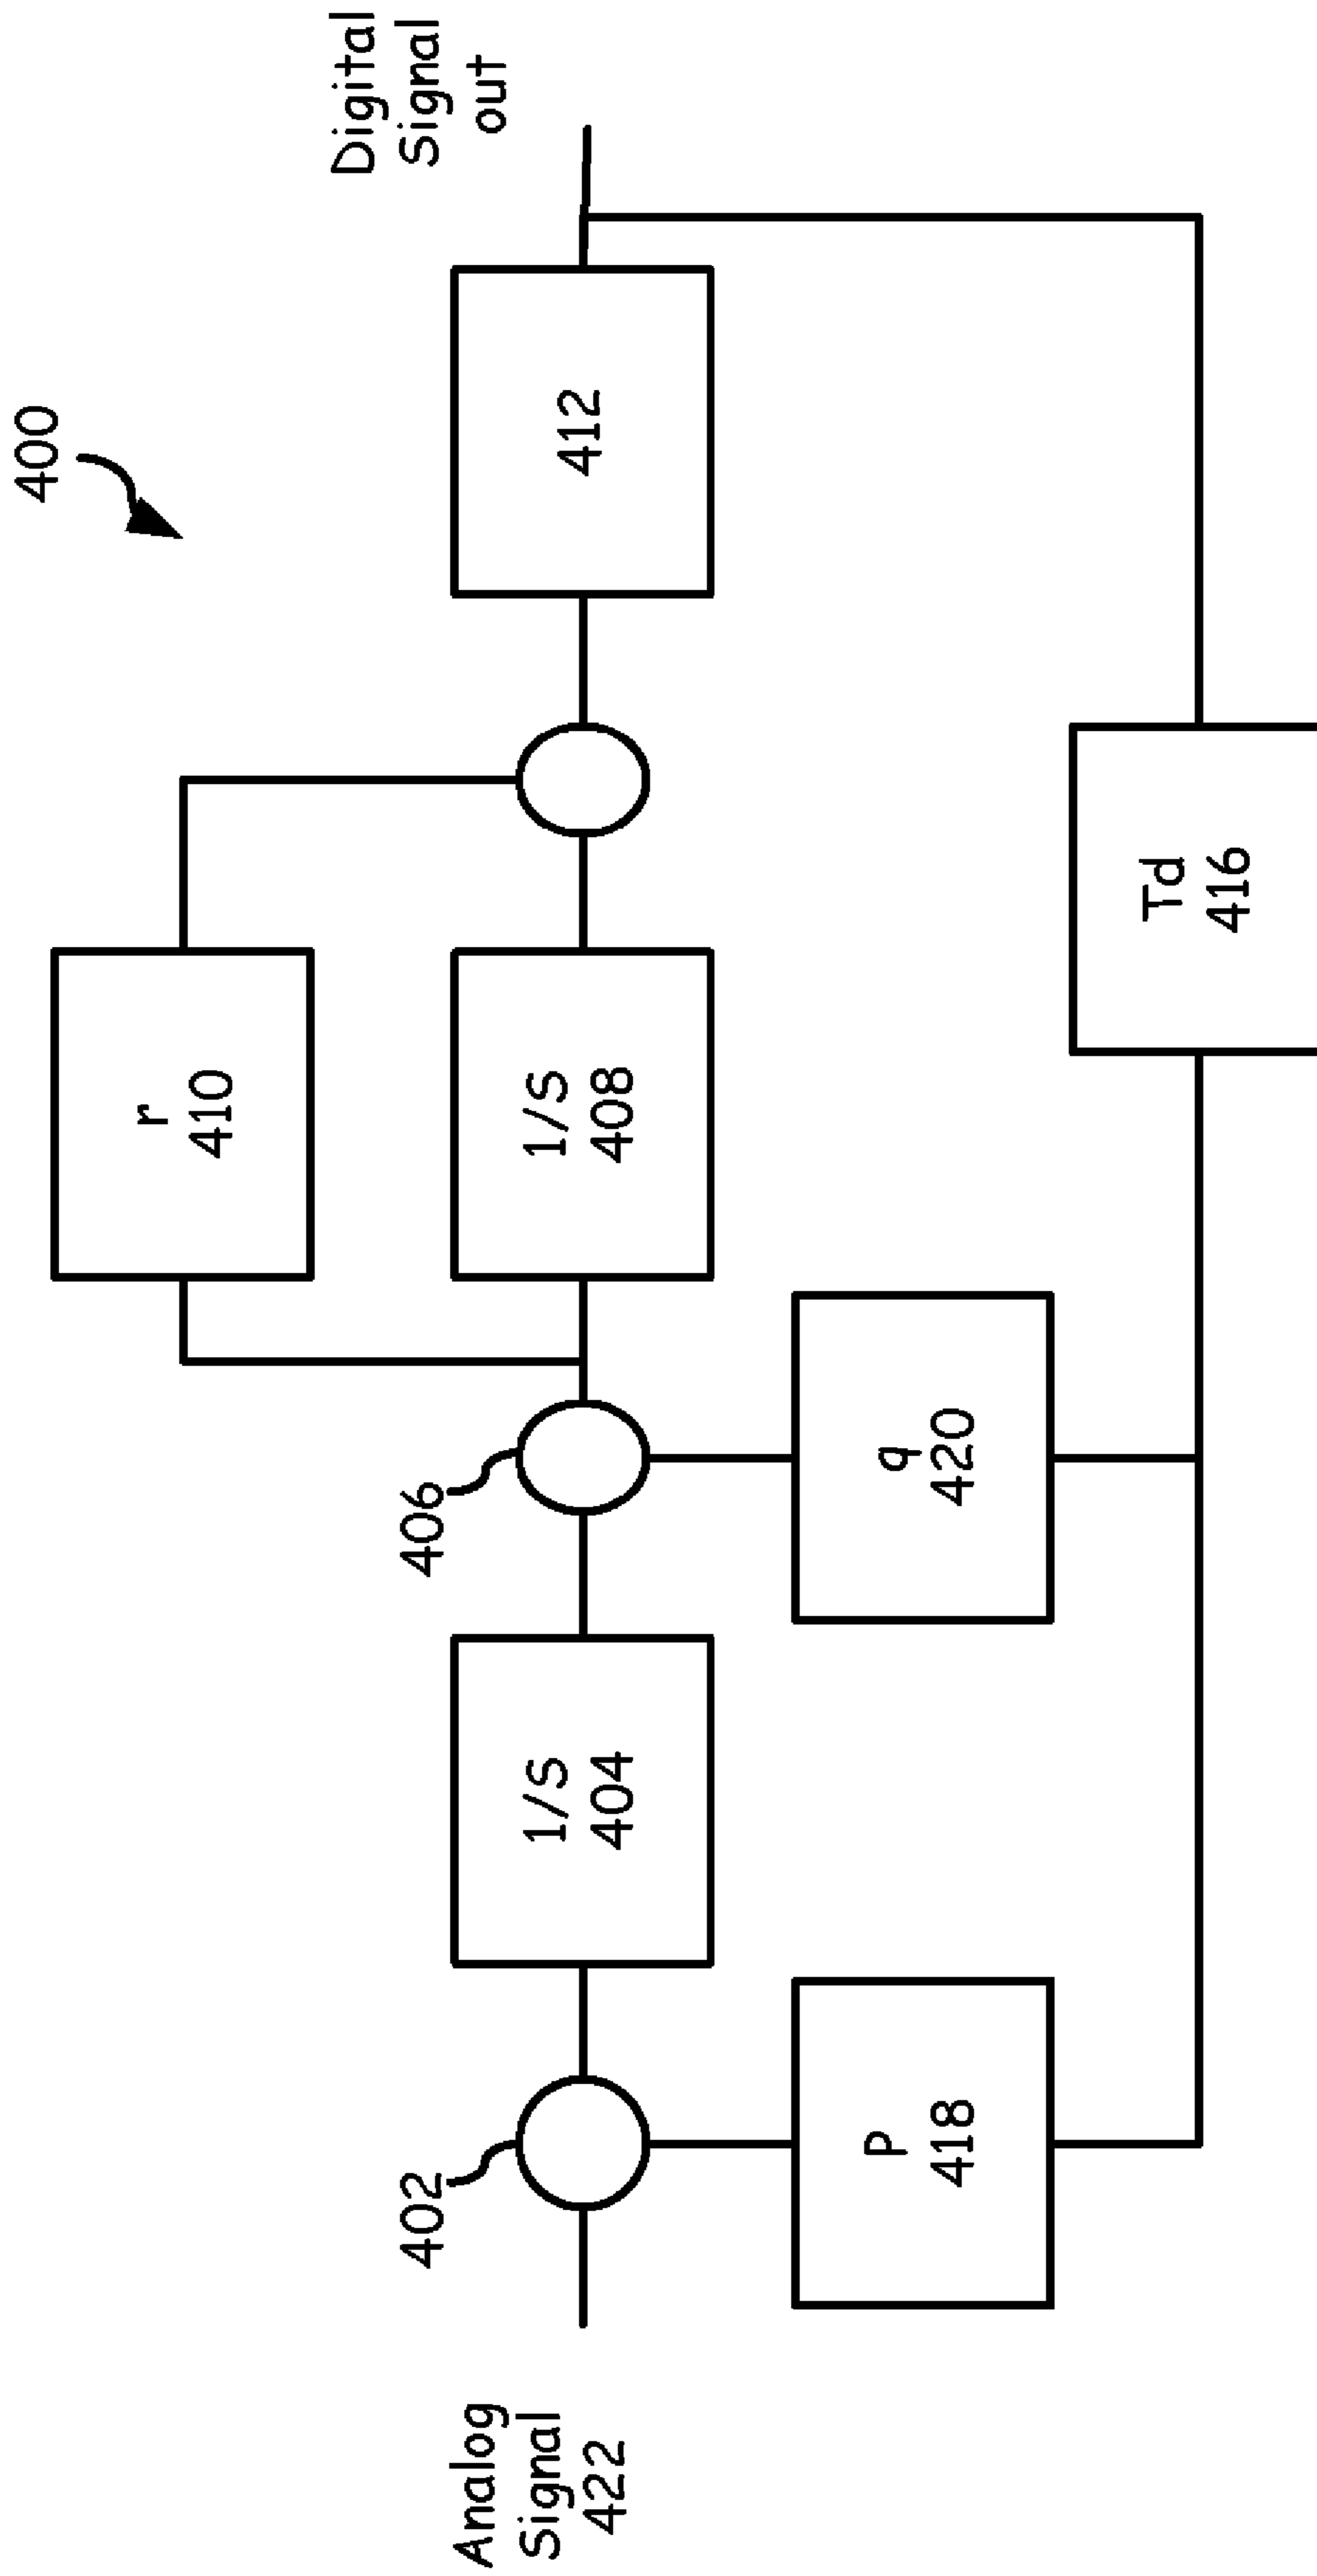 400
Digital
Signal
out
r
410
402
406
Analog
Signal
422
1/S
404
1/S
408
412
P
418
q
420
Td
416